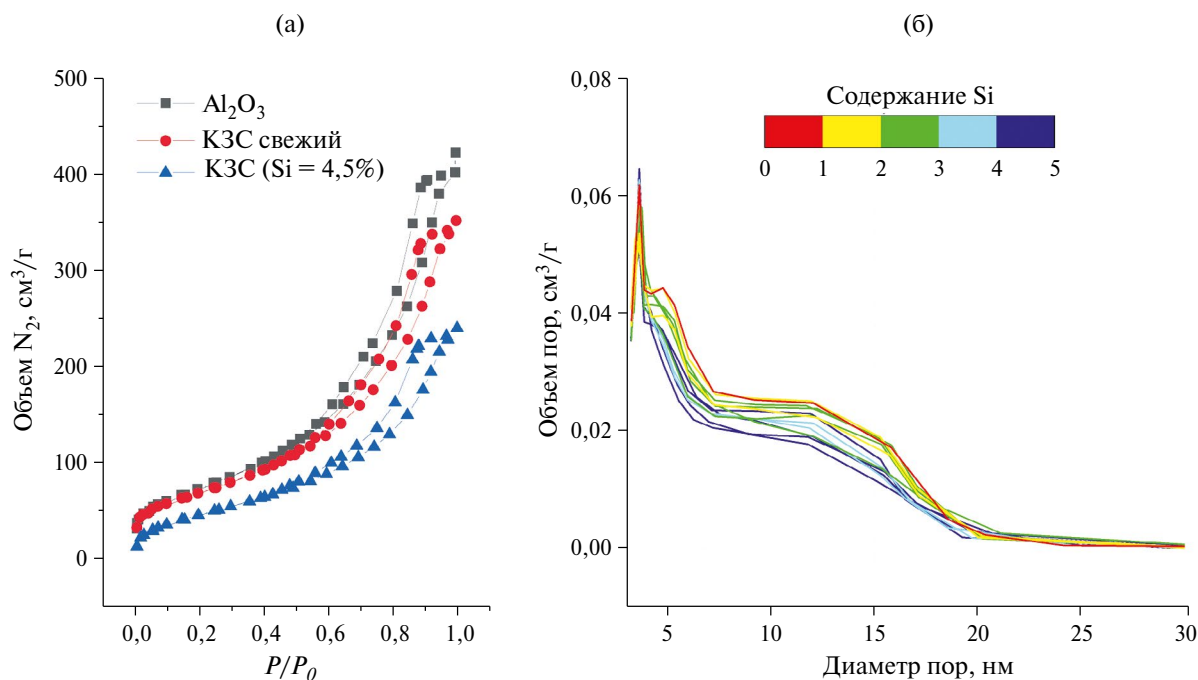 (а)
500
400
300
200
100
0
Объем N2, см3/г
Al2O3
КЗС свежий
КЗС (Si = 4,5%)
0,0 0,2 0,4 0,6 0,8 1,0
P/P0
(б)
0,08
0,06
0,04
0,02
0,00
Объем пор, см3/г
Содержание Si
0 1 2 3 4 5
5 10 15 20 25 30
Диаметр пор, нм